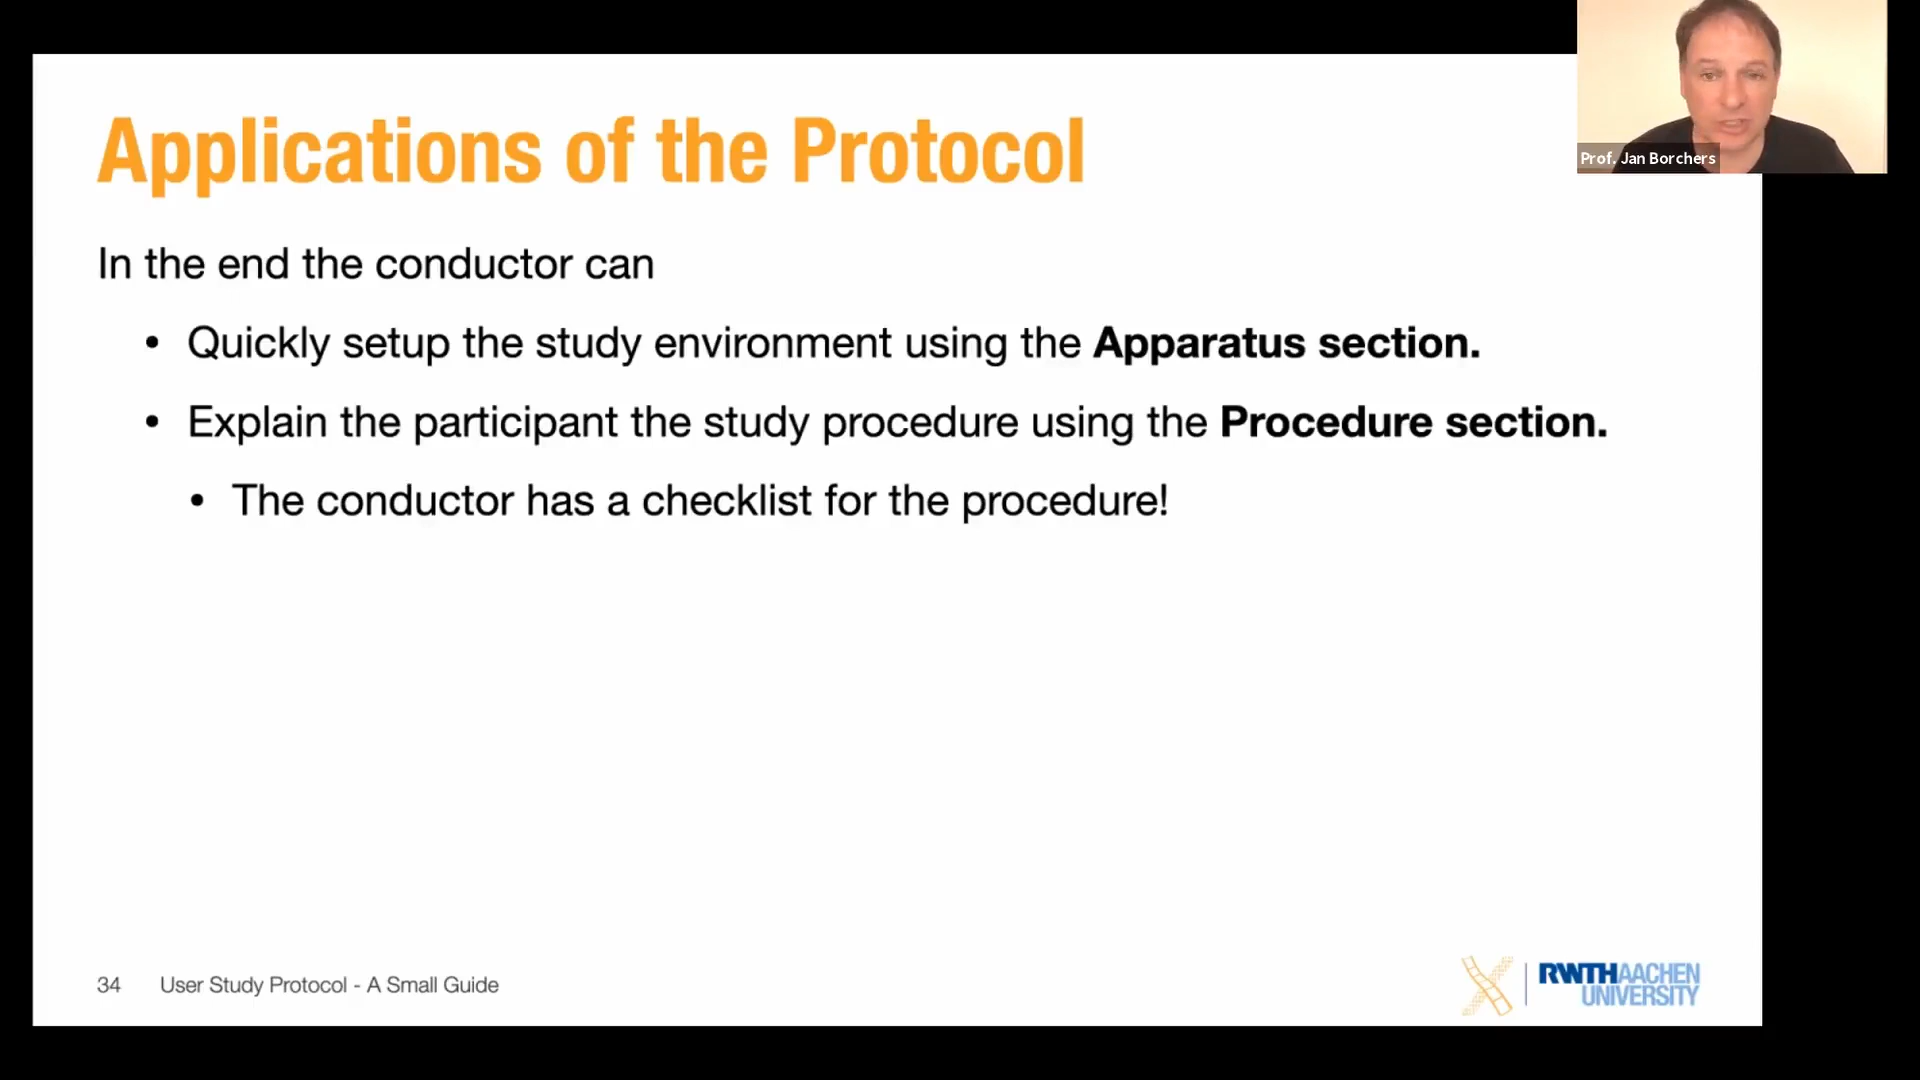 Applications of the Protocol
Prof. Jan Borchers
In the end the conductor can
• Quickly setup the study environment using the Apparatus section.
• Explain the participant the study procedure using the Procedure section.
• The conductor has a checklist for the procedure!
34 User Study Protocol - A Small Guide
RWTHAACHEN
UNIVERSITY